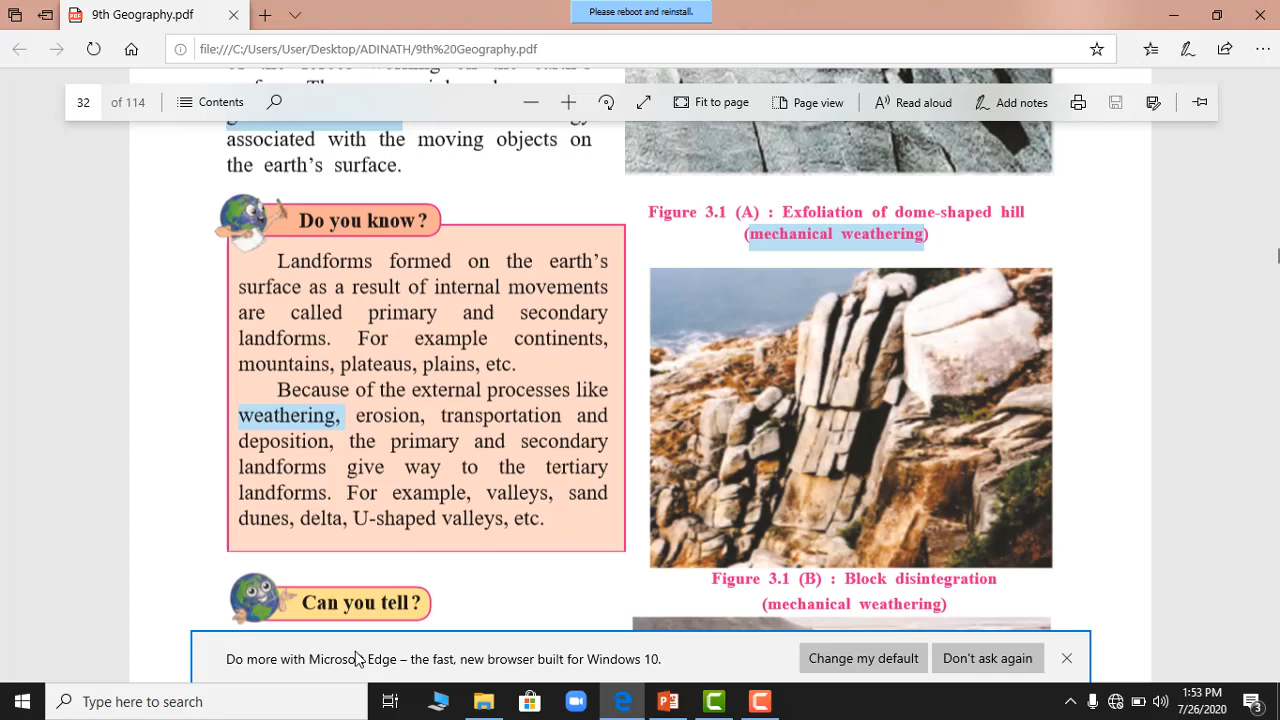 9th Geography.pdf
Please reboot and reinstall.
file:///C:/Users/User/Desktop/ADINATH/9th%20Geography.pdf
32 of 114 Contents Fit to page Page view Read aloud Add notes
associated with the moving objects on
the earth's surface.
Do you know?
Landforms formed on the earth's
surface as a result of internal movements
are called primary and secondary
landforms. For example continents,
mountains, plateaus, plains, etc.
Because of the external processes like
weathering, erosion, transportation and
deposition, the primary and secondary
landforms give way to the tertiary
landforms. For example, valleys, sand
dunes, delta, U-shaped valleys, etc.
Can you tell?
Figure 3.1 (A) : Exfoliation of dome-shaped hill
(mechanical weathering)
Figure 3.1 (B) : Block disintegration
(mechanical weathering)
Do more with Microsoft Edge – the fast, new browser built for Windows 10.
Change my default
Don't ask again
Type here to search
1:53 PM
7/26/2020
3